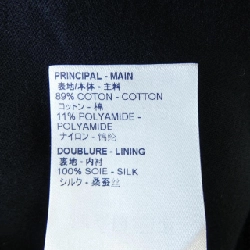 PRINCIPAL - MAIN
表地/本体 - 主料
89% COTON - COTTON
コットン - 棉
11% POLYAMIDE -
POLYAMIDE
ナイロン - 锦纶
DOUBLURE - LINING
裏地 - 内衬
100% SOIE - SILK
シルク - 桑蚕丝